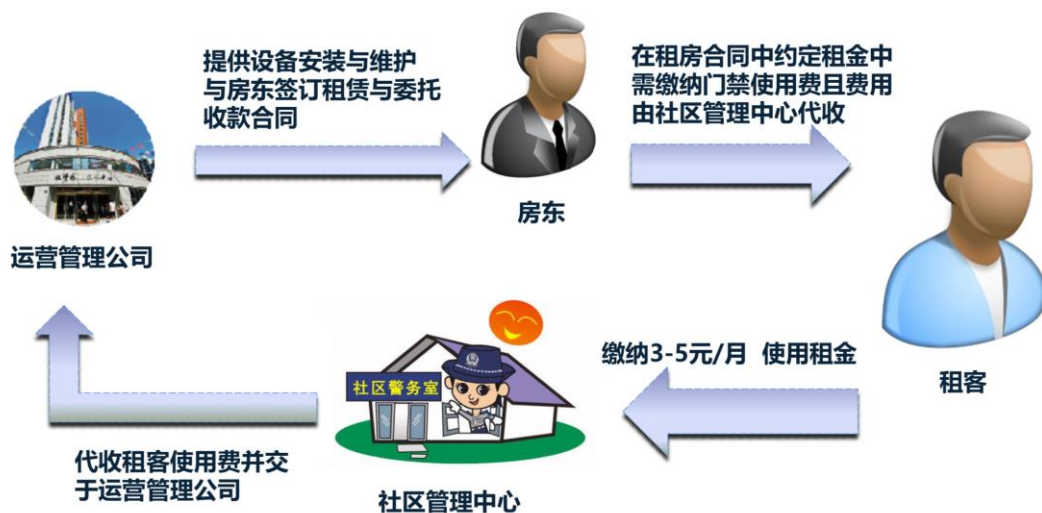 提供设备安装与维护
与房东签订租赁与委托
收款合同
在租房合同中约定租金中
需缴纳门禁使用费且费用
由社区管理中心代收
房东
运营管理公司
缴纳3-5元/月 使用租金
租客
社区警务室
代收租客使用费并交
于运营管理公司
社区管理中心